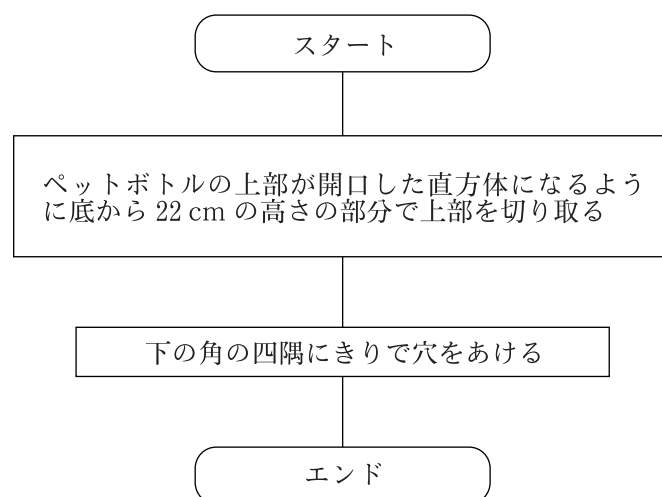 スタート
ペットボトルの上部が開口した直方体になるよう
に底から 22 cm の高さの部分で上部を切り取る
下の角の四隅にきりで穴をあける
エンド